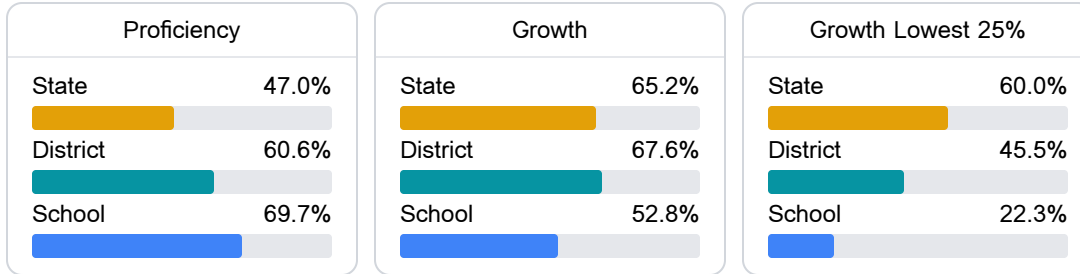 Proficiency
State 47.0%
District 60.6%
School 69.7%
Growth
State 65.2%
District 67.6%
School 52.8%
Growth Lowest 25%
State 60.0%
District 45.5%
School 22.3%